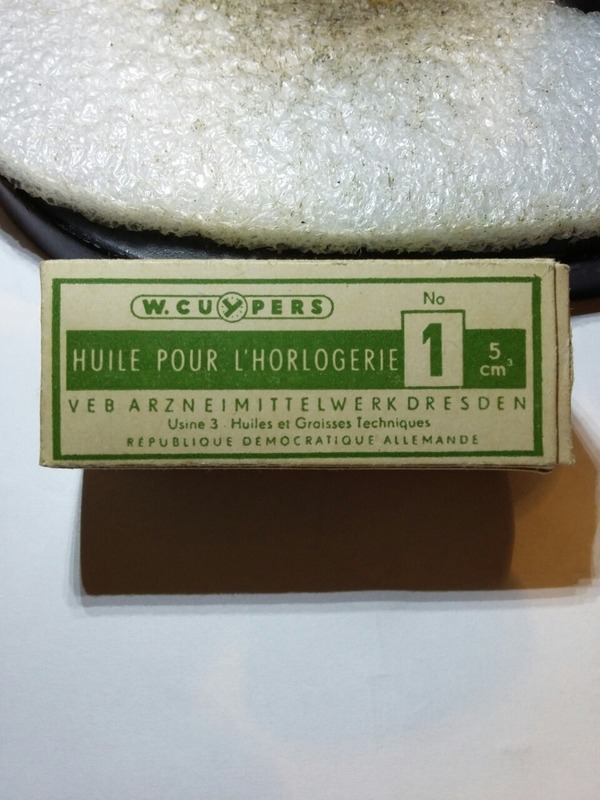 W. CUYPERS
No
HUILE POUR L'HORLOGERIE 1 5 cm³
VEB ARZNEIMITTELWERK DRESDEN
Usine 3 · Huiles et Graisses Techniques
RÉPUBLIQUE DÉMOCRATIQUE ALLEMANDE